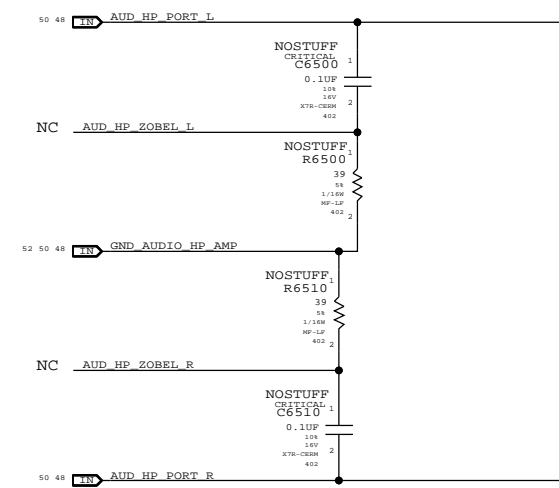 50 48 IN AUD_HP_PORT_L
NOSTUFF
CRITICAL
C6500
1
0.1UF
10%
16V
X7R-CERM
402
2
NC AUD_HP_ZOBEL_L
NOSTUFF
1
R6500
39
5%
1/16W
MF-LF
402
2
52 50 48 IN GND_AUDIO_HP_AMP
NOSTUFF
1
R6510
39
5%
1/16W
MF-LF
402
2
NC AUD_HP_ZOBEL_R
NOSTUFF
CRITICAL
1
C6510
0.1UF
10%
16V
X7R-CERM
402
2
50 48 IN AUD_HP_PORT_R